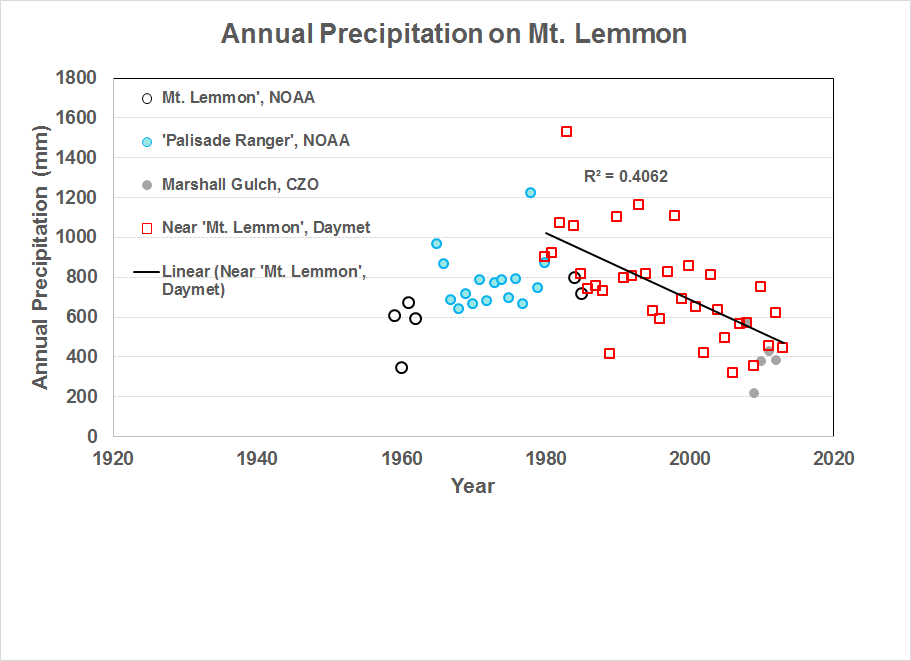 Annual Precipitation on Mt. Lemmon
Annual Precipitation (mm)
1800
1600
1400
1200
1000
800
600
400
200
0
Mt. Lemmon', NOAA
'Palisade Ranger', NOAA
Marshall Gulch, CZO
Near 'Mt. Lemmon', Daymet
Linear (Near 'Mt. Lemmon',
Daymet)
R² = 0.4062
1920 1940 1960 1980 2000 2020
Year